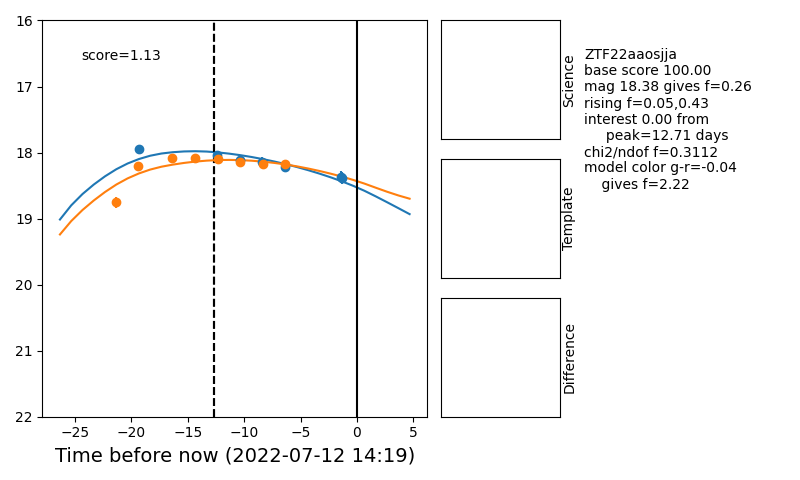 16
17
18
19
20
21
22
score=1.13
−25
−20
−15
−10
−5
0
5
Time before now (2022-07-12 14:19)
Science
Template
Difference
ZTF22aaosjja
base score 100.00
mag 18.38 gives f=0.26
rising f=0.05,0.43
interest 0.00 from
peak=12.71 days
chi2/ndof f=0.3112
model color g-r=-0.04
gives f=2.22